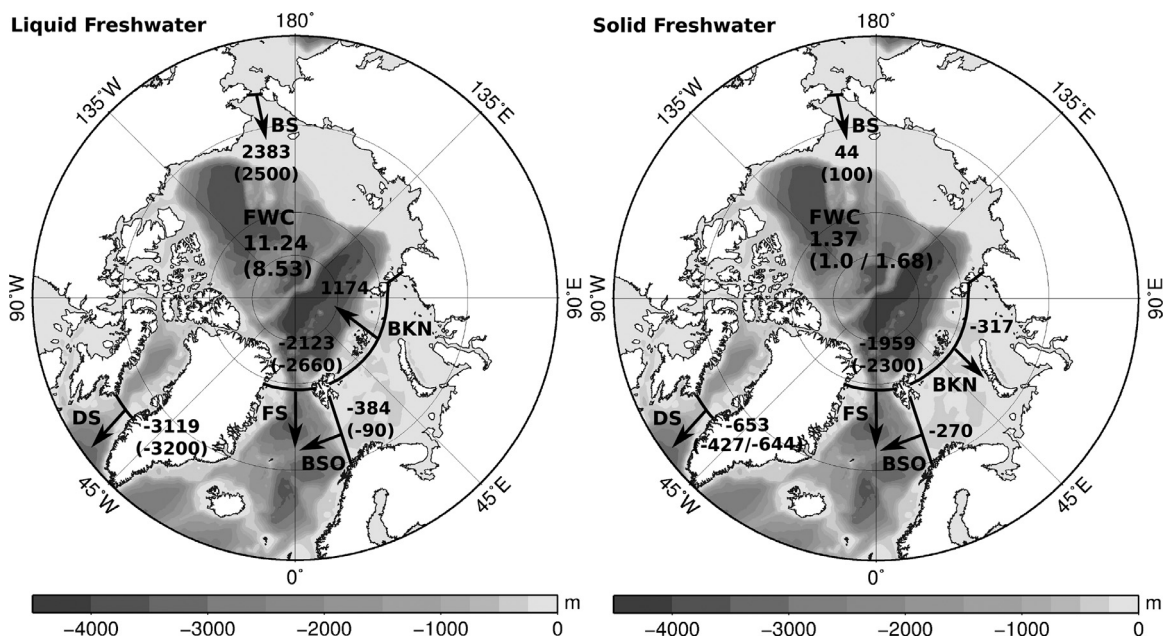 Liquid Freshwater
180°
135°W
135°E
BS
2383
(2500)
FWC
11.24
(8.53)
1174
90°W
90°E
BKN
-2123
(-2660)
DS
FS
-384
(-90)
-3119
(-3200)
BSO
45°W
45°E
0°
m
−4000
−3000
−2000
−1000
0
Solid Freshwater
180°
135°W
135°E
BS
44
(100)
FWC
1.37
(1.0 / 1.68)
90°W
90°E
-317
-1959
(-2300)
BKN
DS
FS
-653
(-427/-644)
-270
BSO
45°W
45°E
0°
m
−4000
−3000
−2000
−1000
0